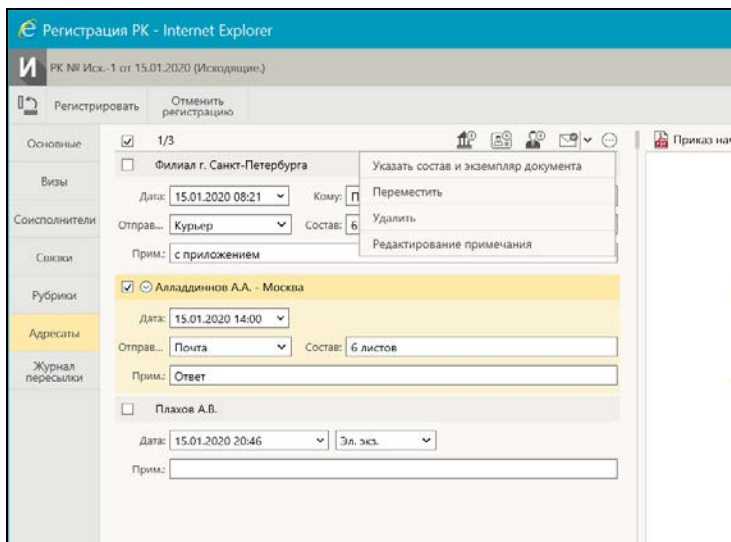 Регистрация РК - Internet Explorer
И РК № Исх.-1 от 15.01.2020 (Исходящие.)
Регистрировать
Отменить
регистрацию
Основные
Визы
Соисполнители
Связки
Рубрики
Адресаты
Журнал
пересылки
1/3
Филиал г. Санкт-Петербурга
Дата: 15.01.2020 08:21 Кому: П
Отправ... Курьер Состав: 6
Прим.: с приложением
Указать состав и экземпляр документа
Переместить
Удалить
Редактирование примечания
Алладдиннов А.А. - Москва
Дата: 15.01.2020 14:00
Отправ... Почта Состав: 6 листов
Прим.: Ответ
Плахов А.В.
Дата: 15.01.2020 20:46 Эл. экз.
Прим.:
Приказ нач